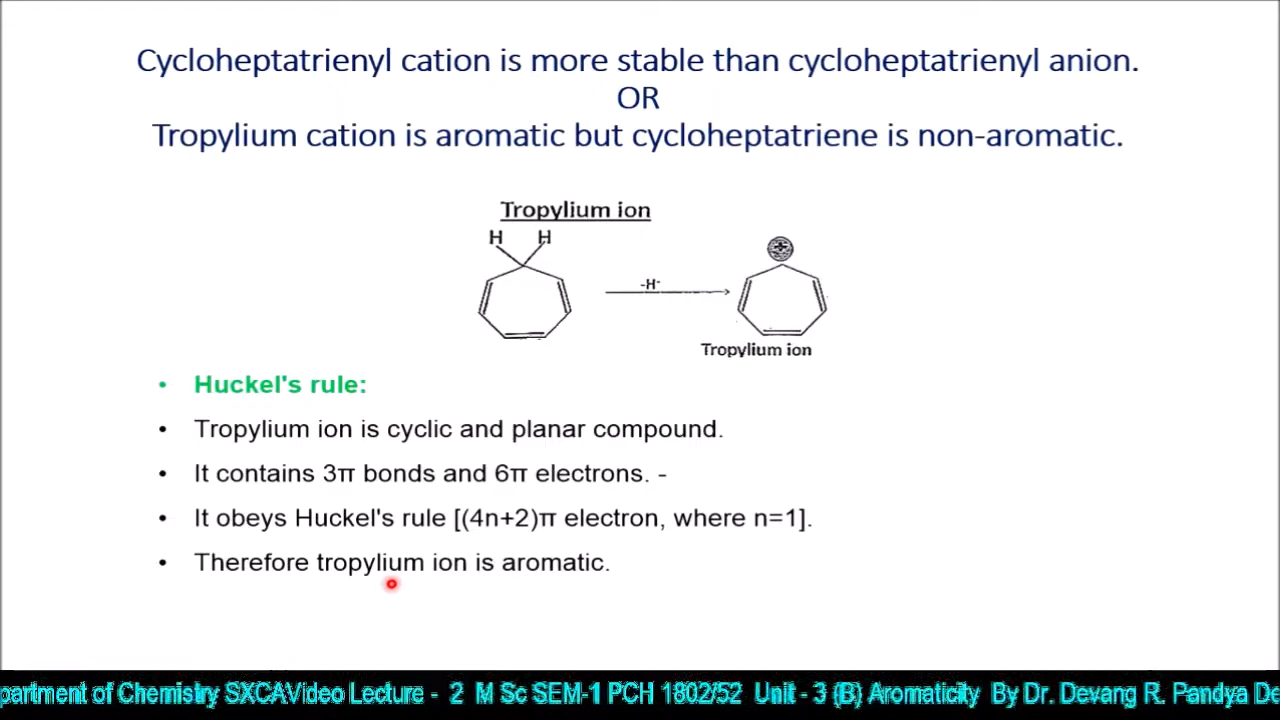 Cycloheptatrienyl cation is more stable than cycloheptatrienyl anion.
OR
Tropylium cation is aromatic but cycloheptatriene is non-aromatic.
Tropylium ion
H H
-H⁻
+
Tropylium ion
• Huckel's rule:
• Tropylium ion is cyclic and planar compound.
• It contains 3π bonds and 6π electrons. -
• It obeys Huckel's rule [(4n+2)π electron, where n=1].
• Therefore tropylium ion is aromatic.
partment of Chemistry SXCAVideo Lecture - 2 M Sc SEM-1 PCH 1802/52 Unit - 3 (B) Aromaticity By Dr. Devang R. Pandya De